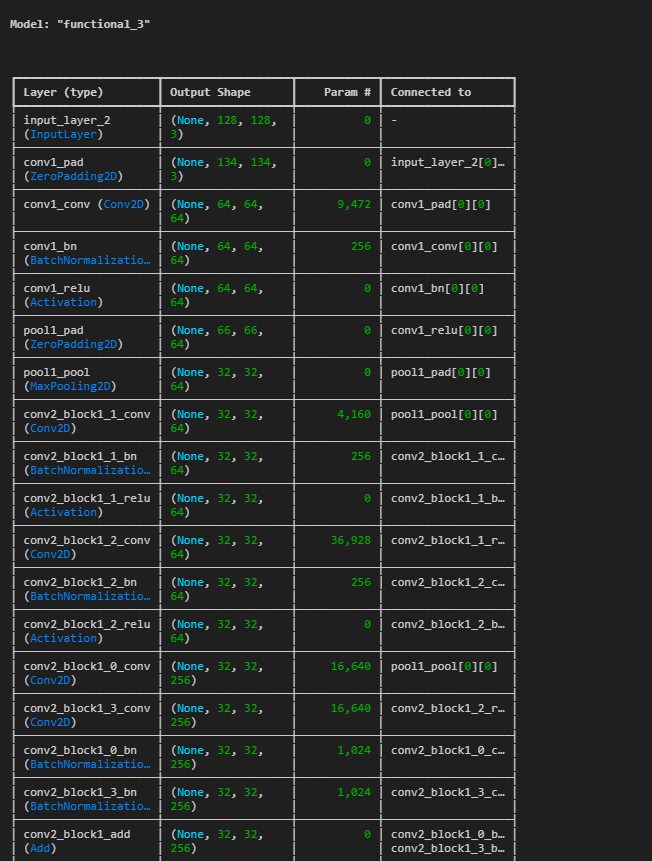 Model: "functional_3"
Layer (type) Output Shape Param # Connected to
input_layer_2 (None, 128, 128, 0 -
(InputLayer) 3)
conv1_pad (None, 134, 134, 0 input_layer_2[0]…
(ZeroPadding2D) 3)
conv1_conv (Conv2D) (None, 64, 64, 9,472 conv1_pad[0][0]
64)
conv1_bn (None, 64, 64, 256 conv1_conv[0][0]
(BatchNormalizatio… 64)
conv1_relu (None, 64, 64, 0 conv1_bn[0][0]
(Activation) 64)
pool1_pad (None, 66, 66, 0 conv1_relu[0][0]
(ZeroPadding2D) 64)
pool1_pool (None, 32, 32, 0 pool1_pad[0][0]
(MaxPooling2D) 64)
conv2_block1_1_conv (None, 32, 32, 4,160 pool1_pool[0][0]
(Conv2D) 64)
conv2_block1_1_bn (None, 32, 32, 256 conv2_block1_1_c…
(BatchNormalizatio… 64)
conv2_block1_1_relu (None, 32, 32, 0 conv2_block1_1_b…
(Activation) 64)
conv2_block1_2_conv (None, 32, 32, 36,928 conv2_block1_1_r…
(Conv2D) 64)
conv2_block1_2_bn (None, 32, 32, 256 conv2_block1_2_c…
(BatchNormalizatio… 64)
conv2_block1_2_relu (None, 32, 32, 0 conv2_block1_2_b…
(Activation) 64)
conv2_block1_0_conv (None, 32, 32, 16,640 pool1_pool[0][0]
(Conv2D) 256)
conv2_block1_3_conv (None, 32, 32, 16,640 conv2_block1_2_r…
(Conv2D) 256)
conv2_block1_0_bn (None, 32, 32, 1,024 conv2_block1_0_c…
(BatchNormalizatio… 256)
conv2_block1_3_bn (None, 32, 32, 1,024 conv2_block1_3_c…
(BatchNormalizatio… 256)
conv2_block1_add (None, 32, 32, 0 conv2_block1_0_b…
(Add) 256) conv2_block1_3_b…